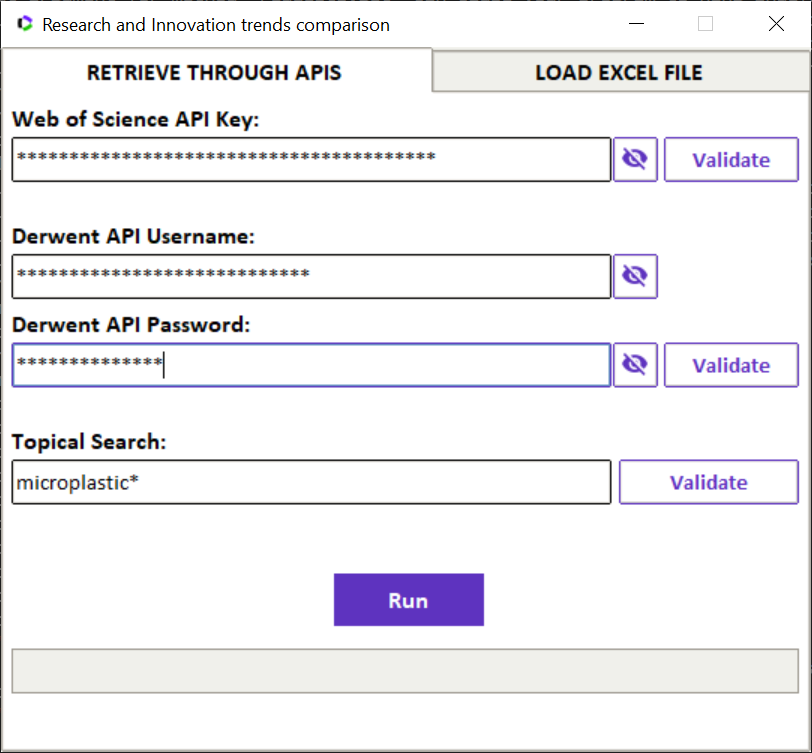 Research and Innovation trends comparison
RETRIEVE THROUGH APIS LOAD EXCEL FILE
Web of Science API Key:
**************************************** Validate
Derwent API Username:
****************************
Derwent API Password:
************** Validate
Topical Search:
microplastic* Validate
Run